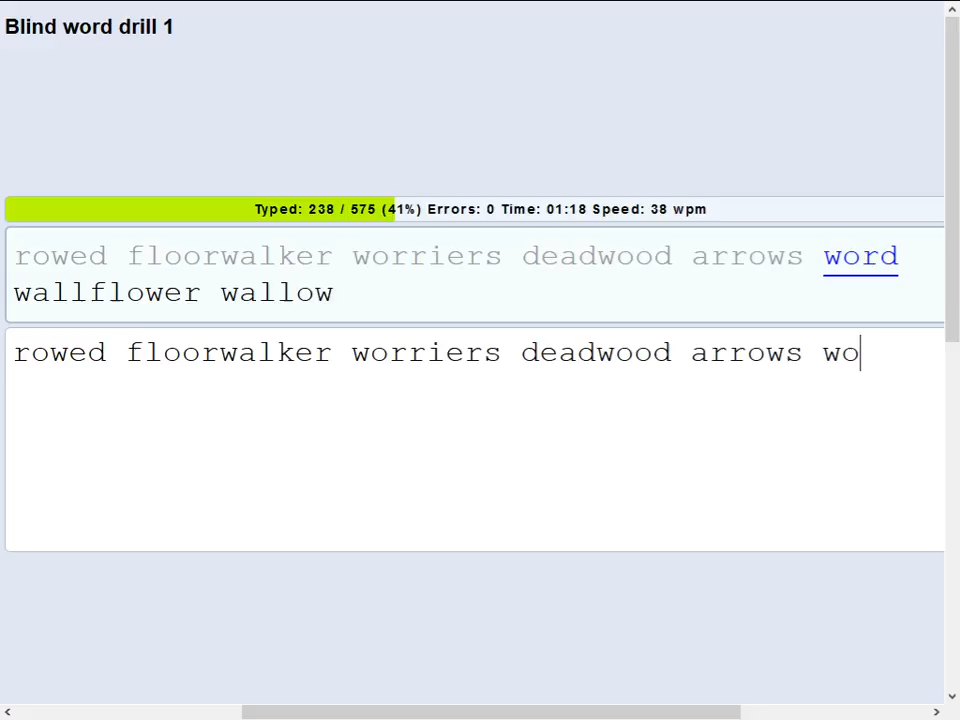 Blind word drill 1
Typed: 238 / 575 (41%) Errors: 0 Time: 01:18 Speed: 38 wpm
rowed floorwalker worriers deadwood arrows word
wallflower wallow
rowed floorwalker worriers deadwood arrows wo